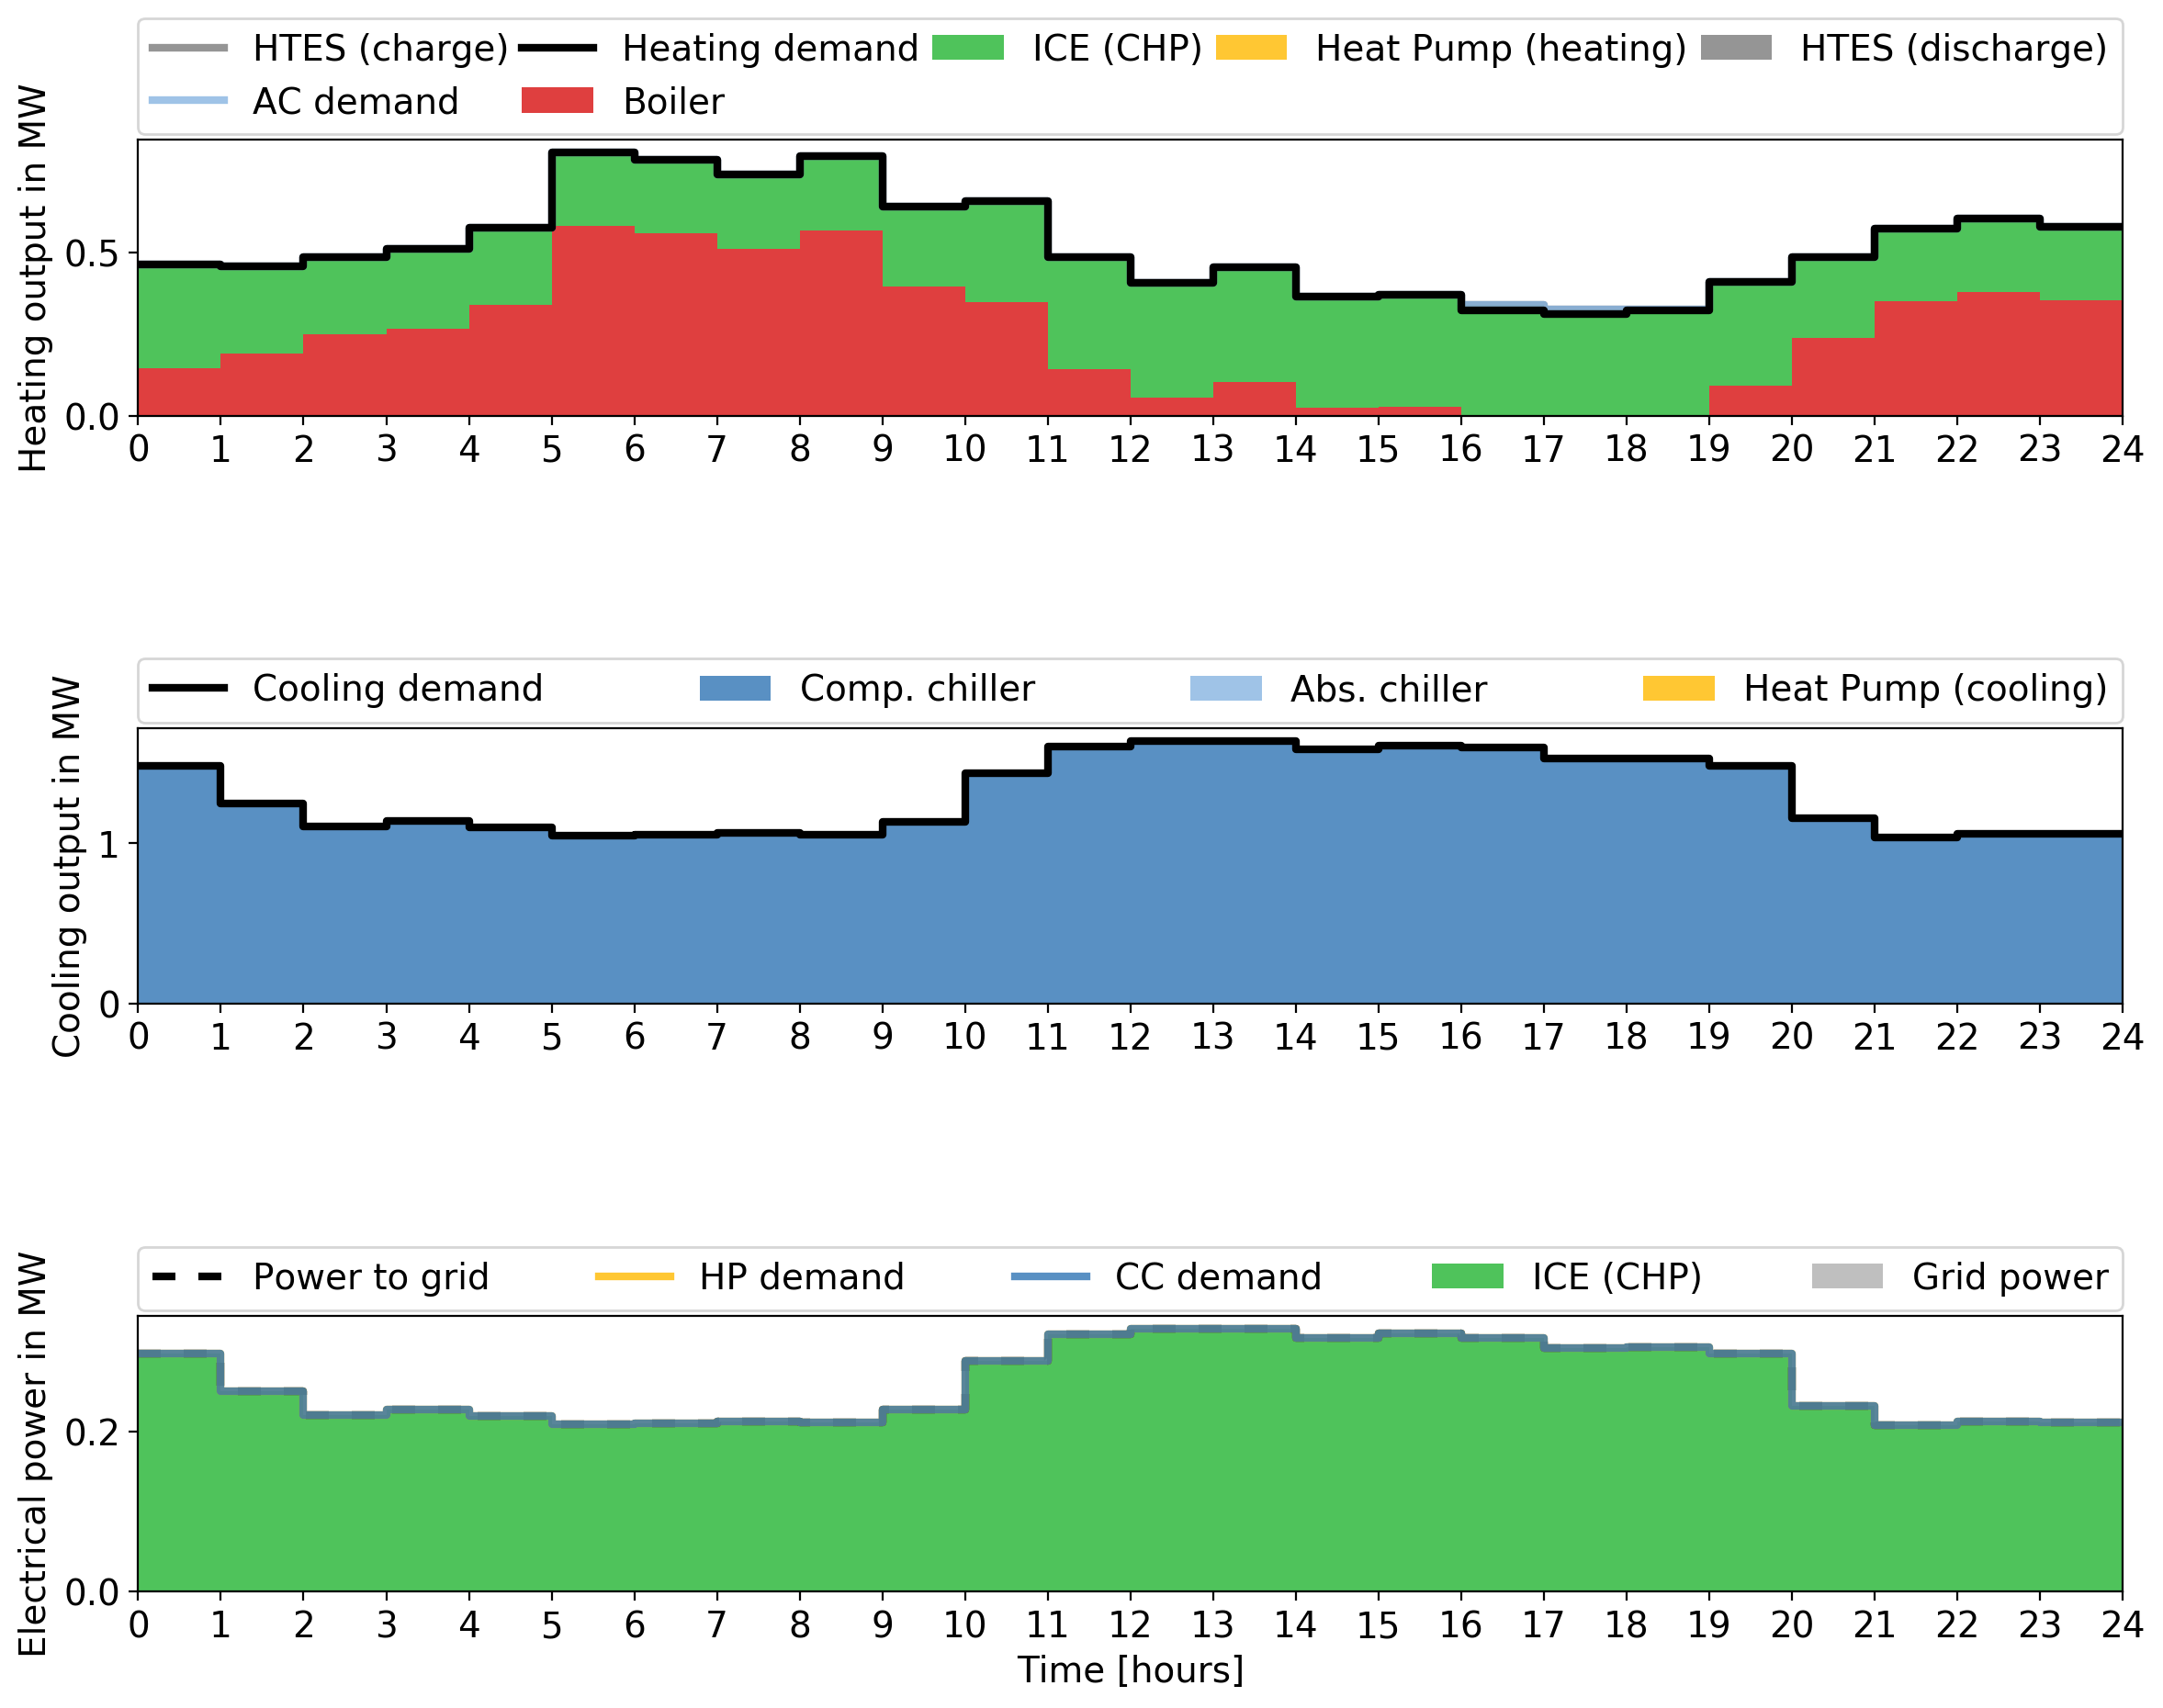 HTES (charge) Heating demand ICE (CHP) Heat Pump (heating) HTES (discharge)
AC demand Boiler
Heating output in MW
0.5
0.0
0 1 2 3 4 5 6 7 8 9 10 11 12 13 14 15 16 17 18 19 20 21 22 23 24
Cooling demand Comp. chiller Abs. chiller Heat Pump (cooling)
Cooling output in MW
1
0
0 1 2 3 4 5 6 7 8 9 10 11 12 13 14 15 16 17 18 19 20 21 22 23 24
Power to grid HP demand CC demand ICE (CHP) Grid power
Electrical power in MW
0.2
0.0
0 1 2 3 4 5 6 7 8 9 10 11 12 13 14 15 16 17 18 19 20 21 22 23 24
Time [hours]